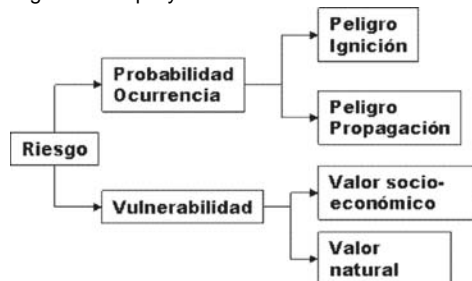 Peligro
Ignición
Probabilidad
Ocurrencia
Peligro
Propagación
Riesgo
Valor socio-
económico
Vulnerabilidad
Valor
natural